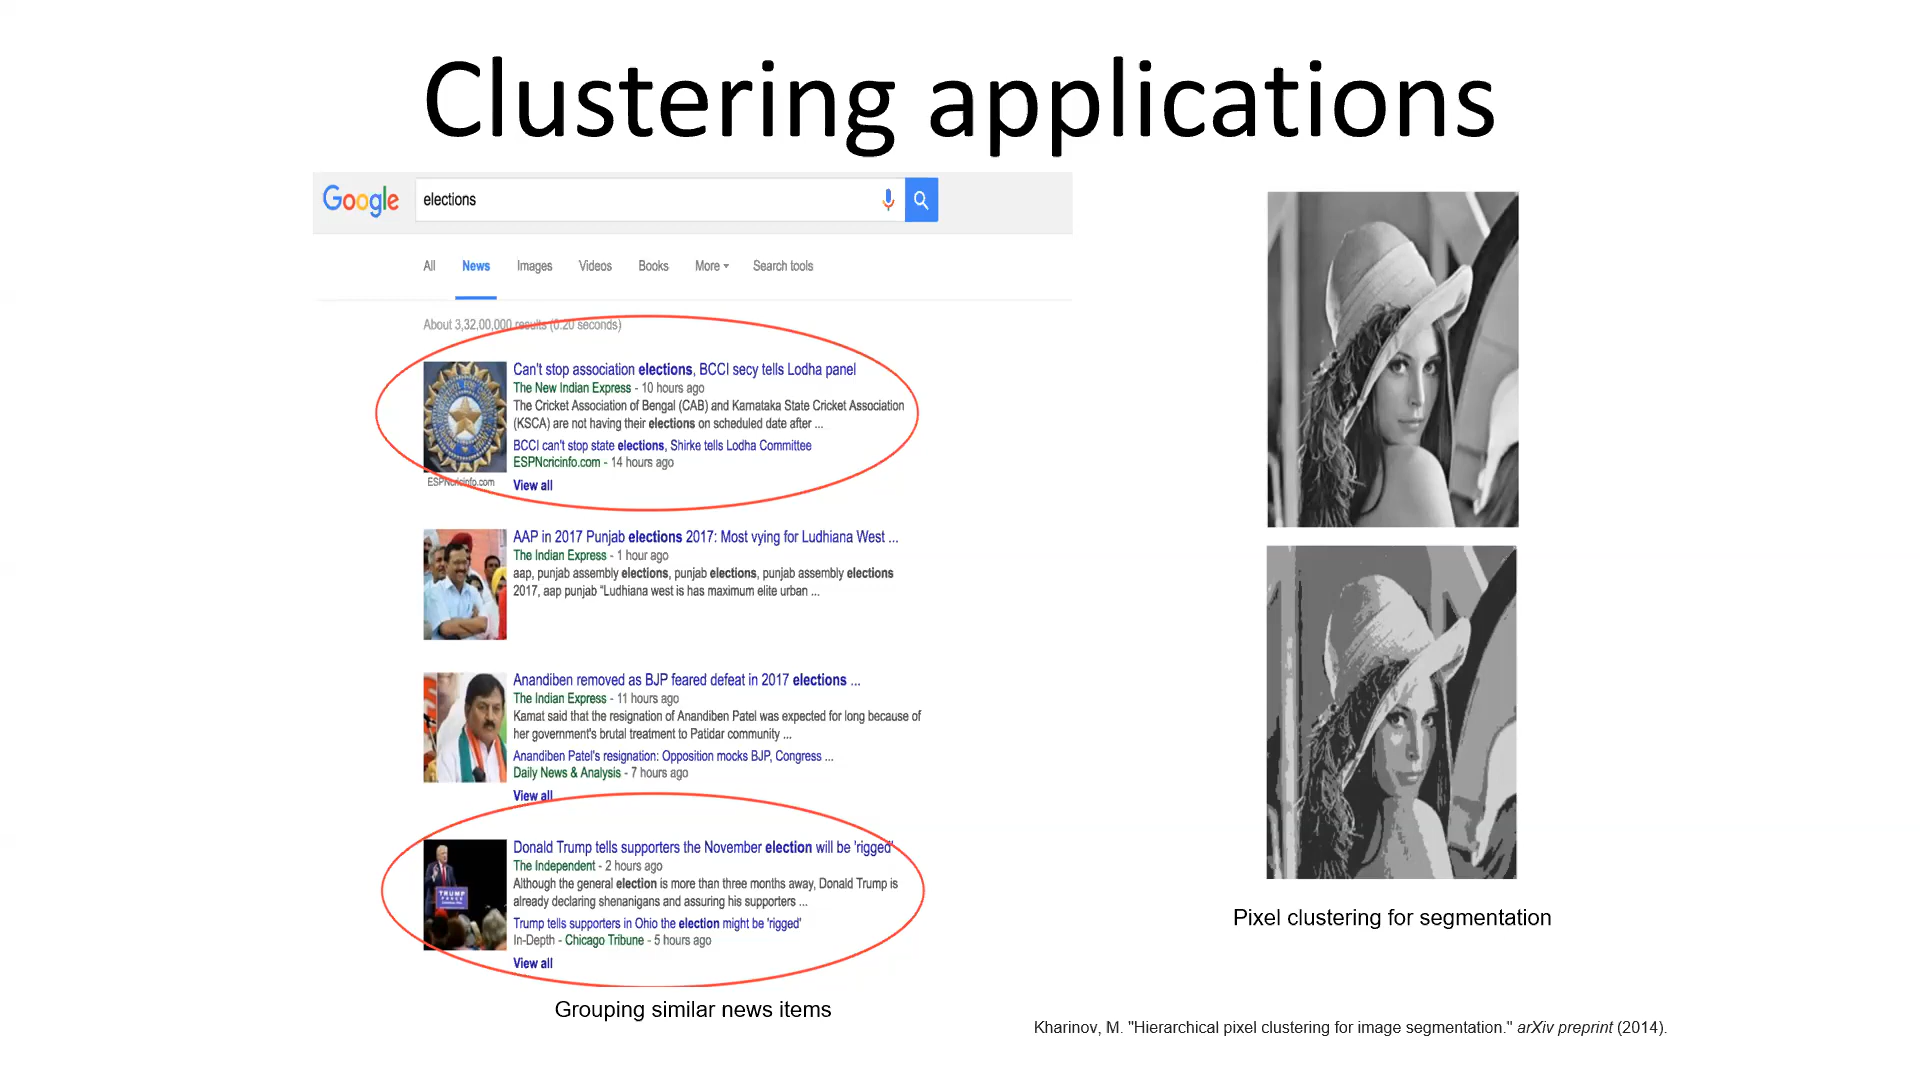 Clustering applications
Google
elections
All News Images Videos Books More Search tools
About 3,32,00,000 results (0.20 seconds)
Can't stop association elections, BCCI secy tells Lodha panel
The New Indian Express - 10 hours ago
The Cricket Association of Bengal (CAB) and Karnataka State Cricket Association
(KSCA) are not having their elections on scheduled date after ...
BCCI can't stop state elections, Shirke tells Lodha Committee
ESPNcricinfo.com - 14 hours ago
ESPNcricinfo.com
View all
AAP in 2017 Punjab elections 2017: Most vying for Ludhiana West ...
The Indian Express - 1 hour ago
aap, punjab assembly elections, punjab elections, punjab assembly elections
2017, aap punjab “Ludhiana west is has maximum elite urban ...
Anandiben removed as BJP feared defeat in 2017 elections ...
The Indian Express - 11 hours ago
Kamat said that the resignation of Anandiben Patel was expected for long because of
her government's brutal treatment to Patidar community ...
Anandiben Patel's resignation: Opposition mocks BJP, Congress ...
Daily News & Analysis - 7 hours ago
View all
Donald Trump tells supporters the November election will be 'rigged'
The Independent - 2 hours ago
Although the general election is more than three months away, Donald Trump is
already declaring shenanigans and assuring his supporters ...
Trump tells supporters in Ohio the election might be 'rigged'
In-Depth - Chicago Tribune - 5 hours ago
View all
TRUMP
Grouping similar news items
Pixel clustering for segmentation
Kharinov, M. "Hierarchical pixel clustering for image segmentation." arXiv preprint (2014).